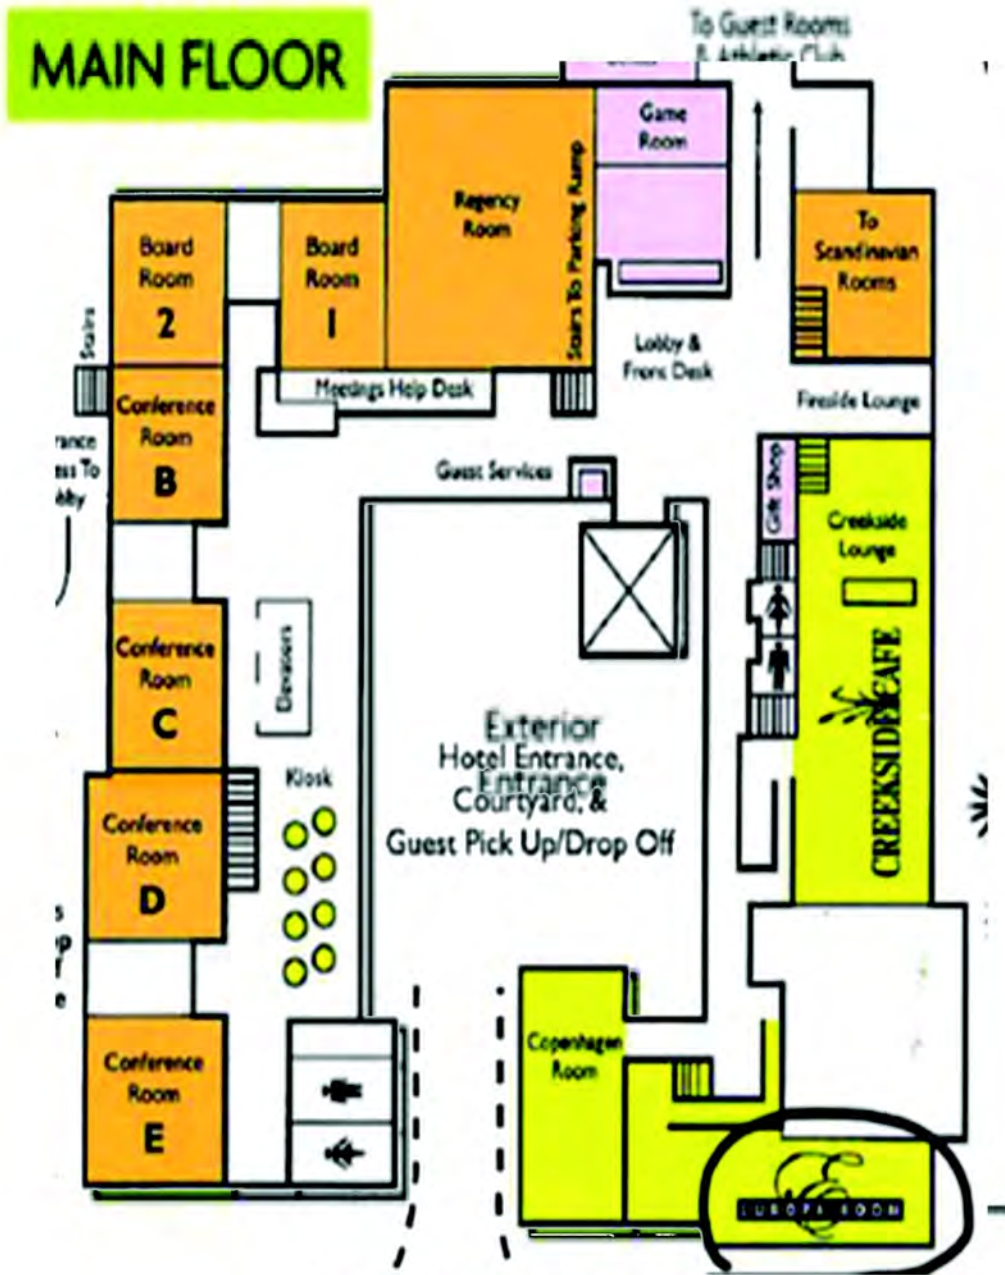 MAIN FLOOR
To Guest Rooms
& Athletic Club
Game
Room
Regency
Room
Stairs To Parking Ramp
To
Scandinavian
Rooms
Board
Room
2
Board
Room
1
Stairs
Lobby &
Front Desk
Meetings Help Desk
Fireside Lounge
Conference
Room
B
Guest Services
Gift Shop
Creekside
Lounge
ess To
Conference
Room
C
Elevators
CREEKSIDE CAFE
Exterior
Hotel Entrance,
Entrance
Courtyard, &
Guest Pick Up/Drop Off
Kiosk
Conference
Room
D
Copenhagen
Room
Conference
Room
E
EUROPA ROOM